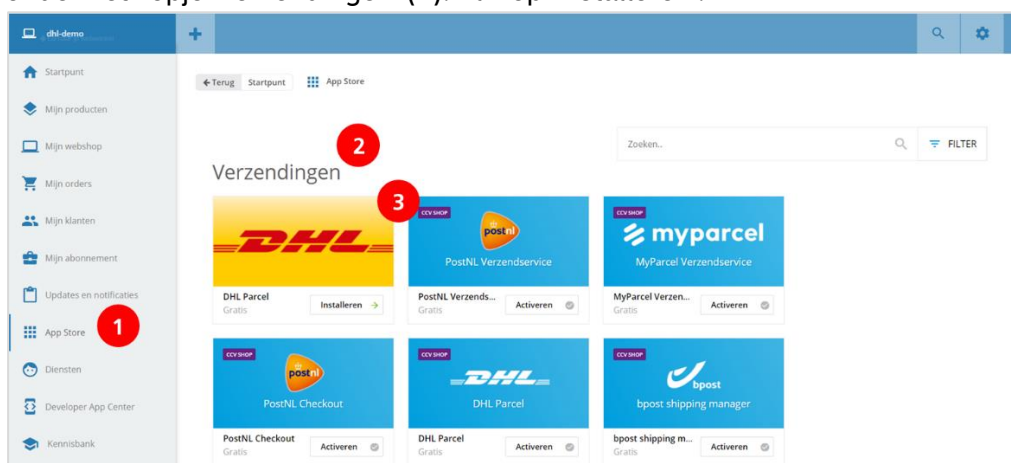 dhl-demo
Startpunt
Mijn producten
Mijn webshop
Mijn orders
Mijn klanten
Mijn abonnement
Updates en notificaties
App Store
1
Diensten
Developer App Center
Kennisbank
Terug Startpunt App Store
Zoeken..
FILTER
2
Verzendingen
3
DHL
CCV SHOP
postnl
PostNL Verzendservice
CCV SHOP
myparcel
MyParcel Verzendservice
DHL Parcel
Gratis
Installeren
PostNL Verzends...
Gratis
Activeren
MyParcel Verzen...
Gratis
Activeren
CCV SHOP
postnl
PostNL Checkout
CCV SHOP
DHL
DHL Parcel
CCV SHOP
bpost
bpost shipping manager
PostNL Checkout
Gratis
Activeren
DHL Parcel
Gratis
Activeren
bpost shipping m...
Gratis
Activeren